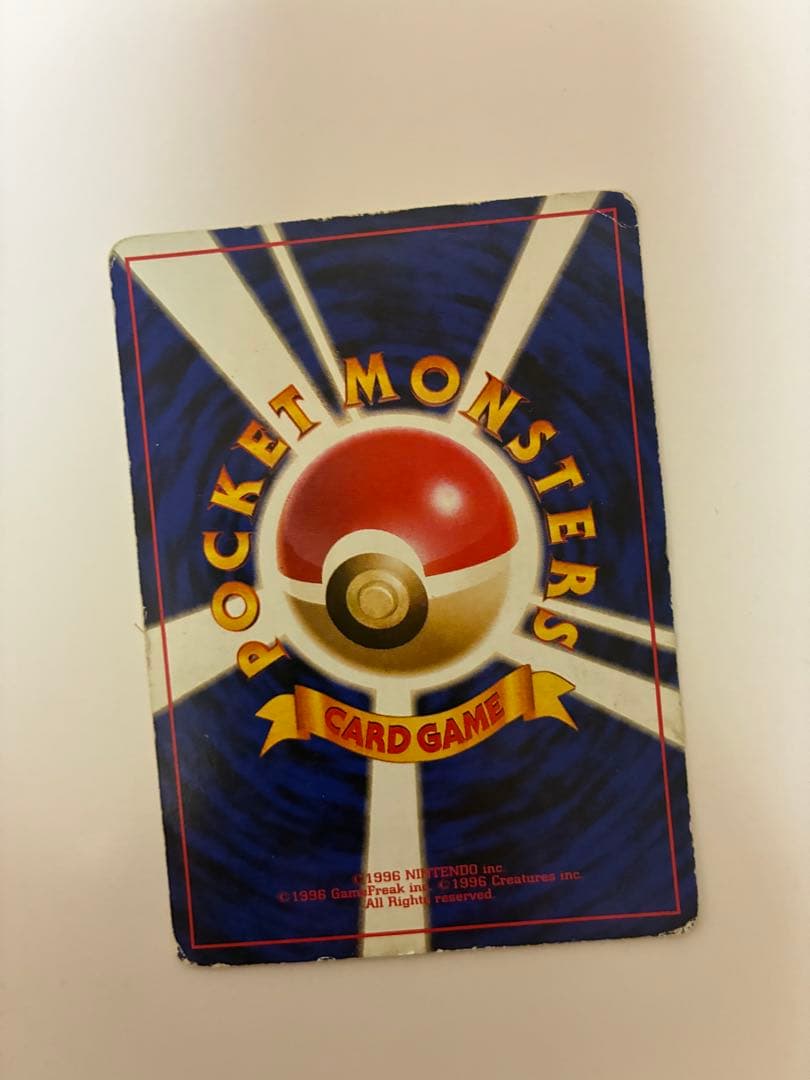 POCKET MONSTERS
CARD GAME
©1996 NINTENDO inc.
©1996 GameFreak inc. ©1996 Creatures inc.
All Rights reserved.